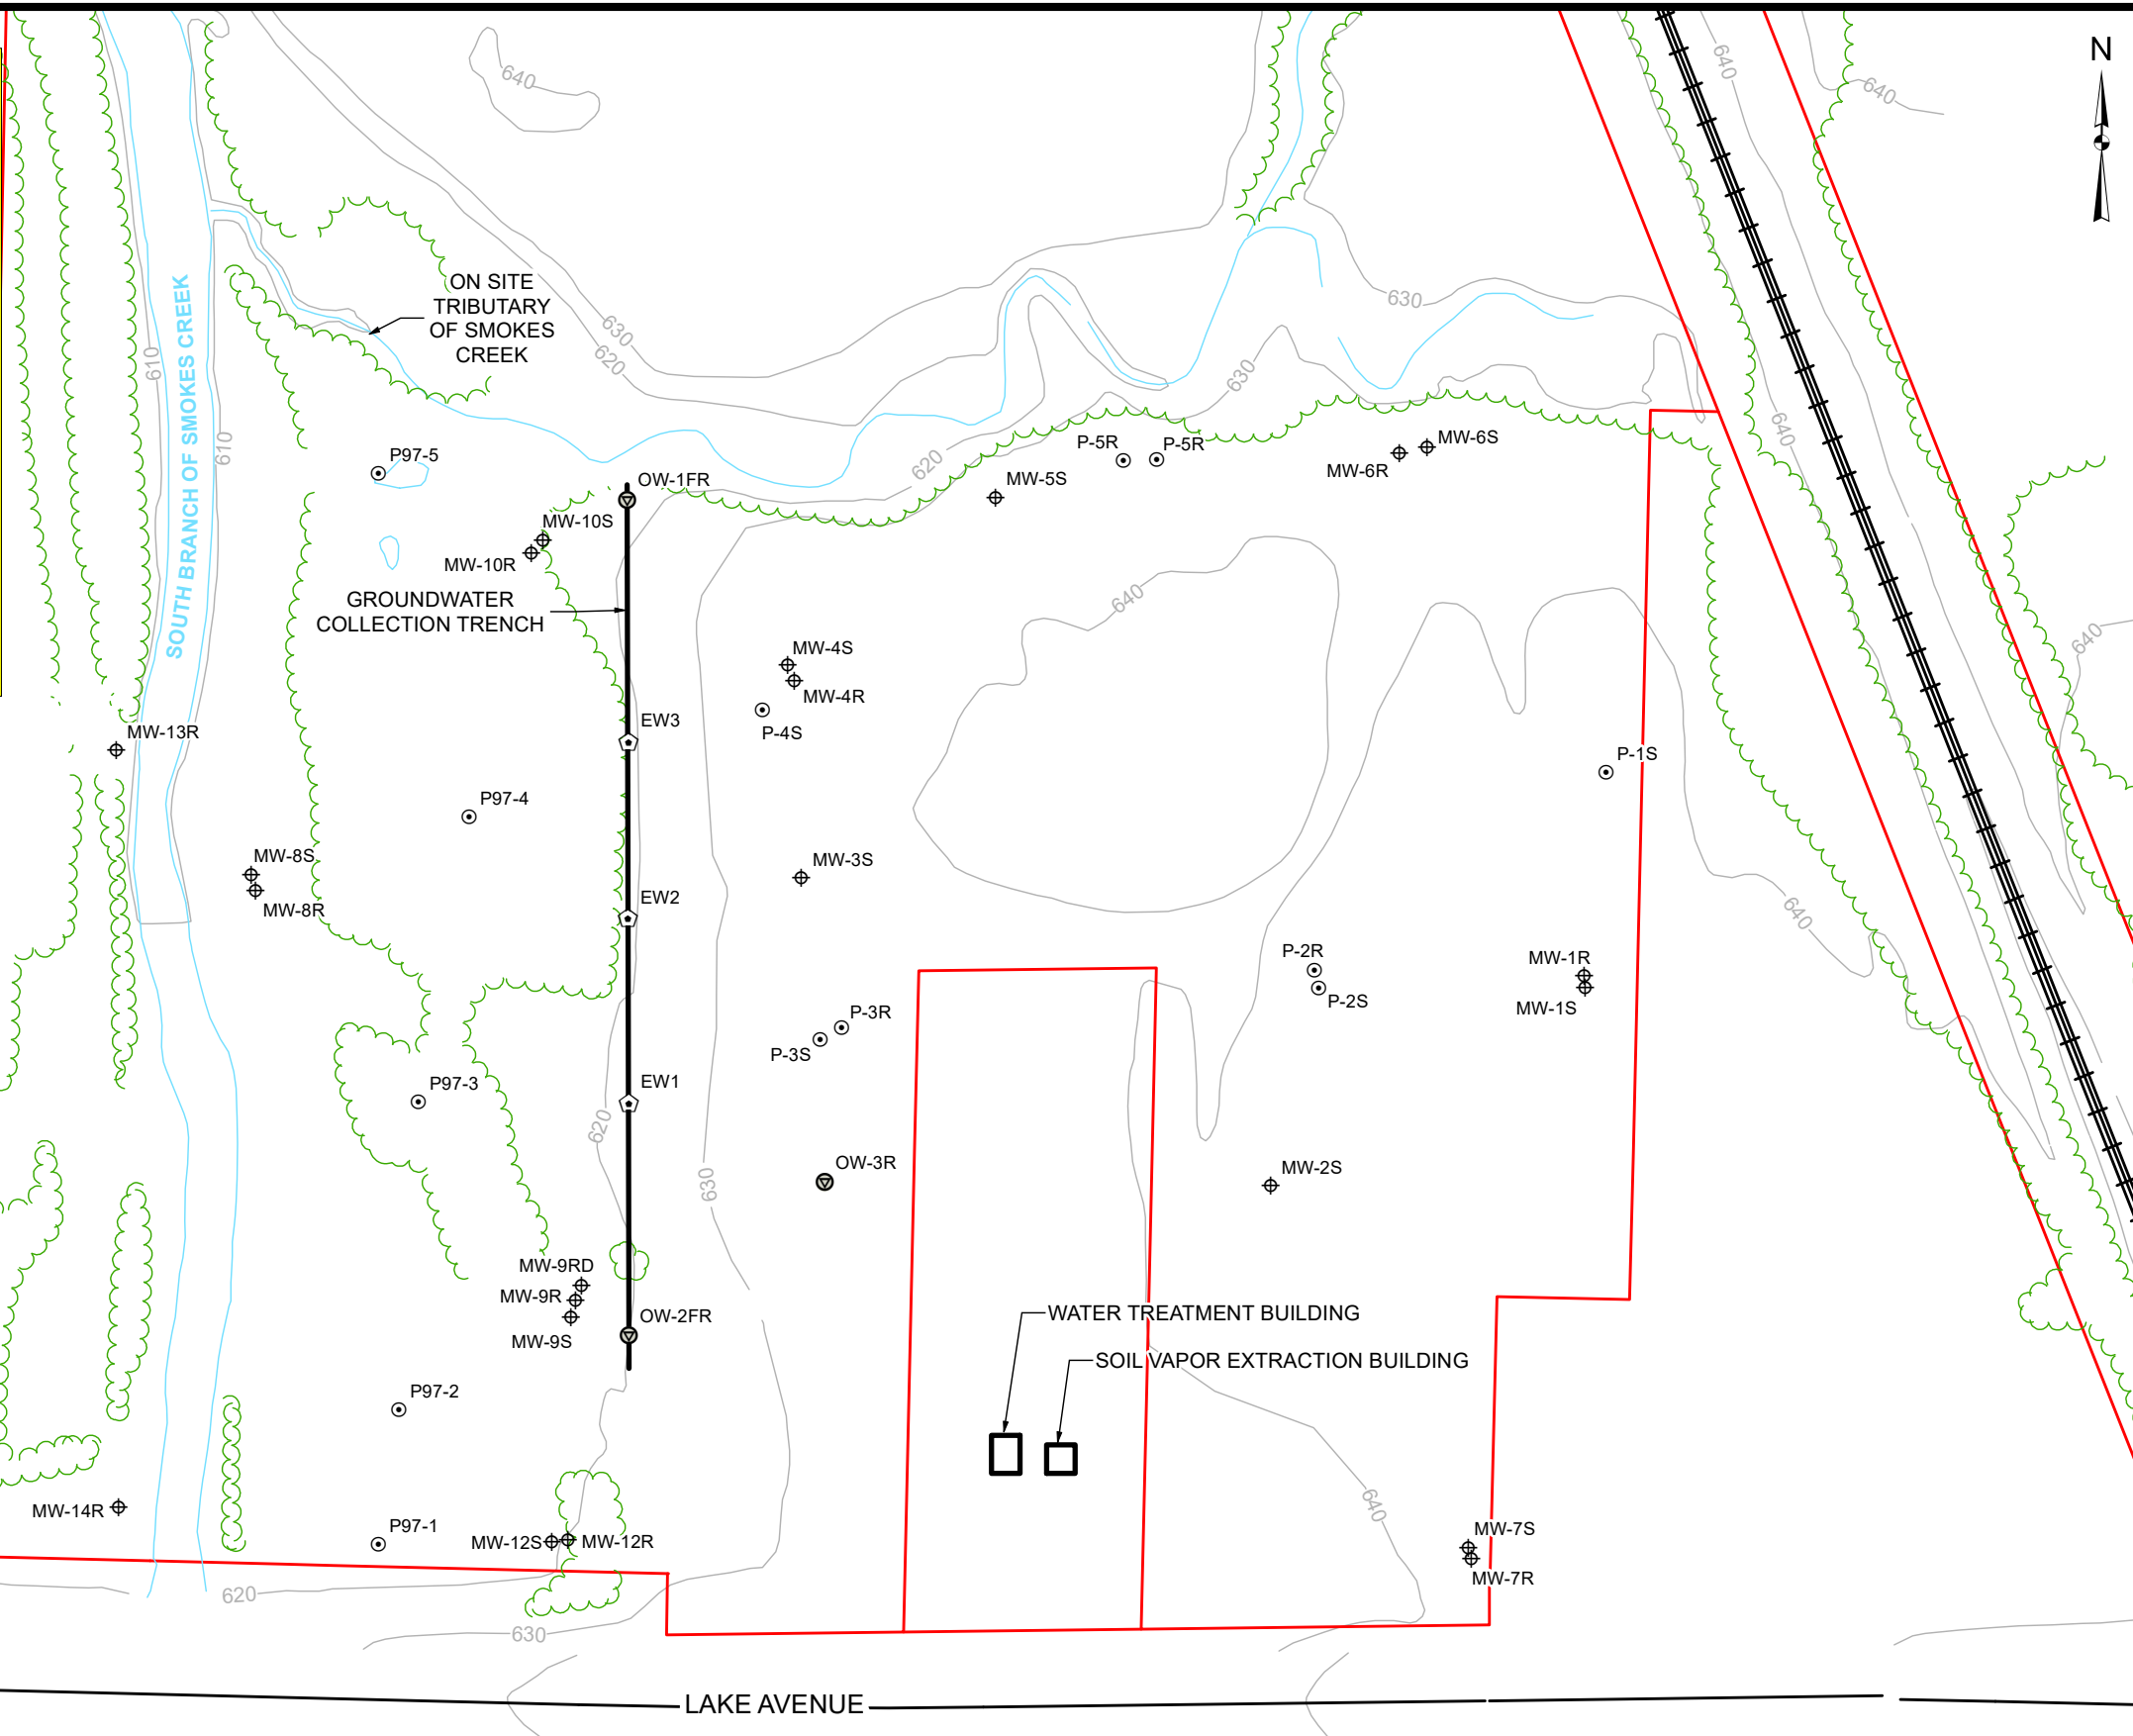 N
640
640
640
ON SITE
TRIBUTARY
OF SMOKES
CREEK
630
620
630
630
610
SOUTH BRANCH OF SMOKES CREEK
610
640
P97-5
OW-1FR
620
P-5R
P-5R
MW-5S
MW-6S
MW-6R
MW-10S
MW-10R
GROUNDWATER
COLLECTION TRENCH
640
640
MW-4S
MW-4R
P-4S
EW3
MW-13R
P-1S
P97-4
MW-8S
MW-8R
MW-3S
EW2
640
P-2R
P-2S
MW-1R
MW-1S
P-3R
P-3S
P97-3
EW1
620
630
OW-3R
MW-2S
MW-9RD
MW-9R
MW-9S
OW-2FR
WATER TREATMENT BUILDING
SOIL VAPOR EXTRACTION BUILDING
P97-2
MW-14R
P97-1
MW-12S
MW-12R
640
MW-7S
MW-7R
620
630
LAKE AVENUE